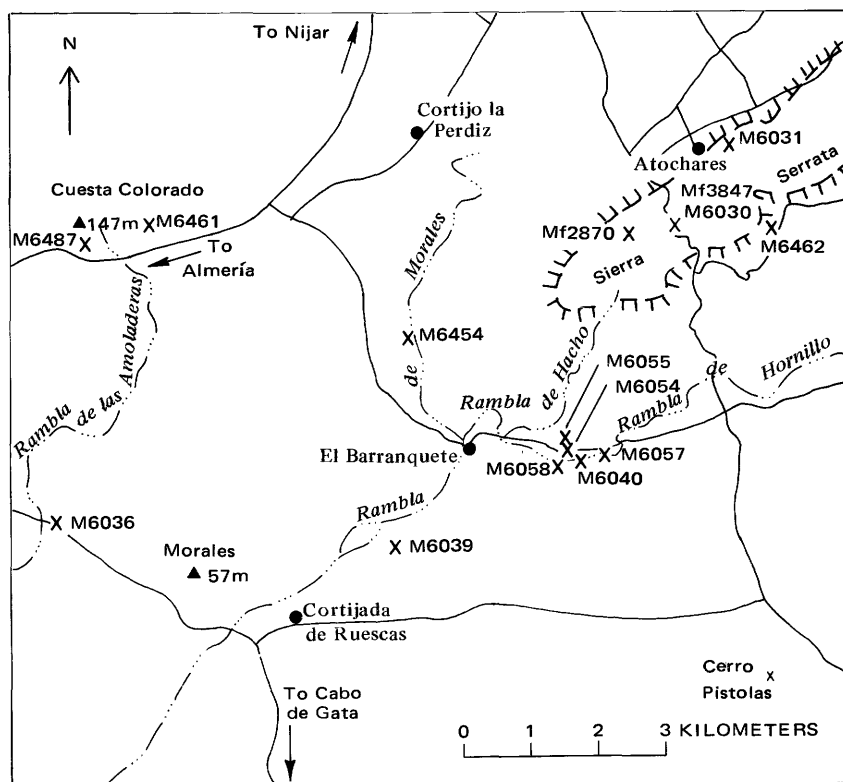 To Nijar
N
Cortijo la
Perdiz
M6031
Atochares
Serrata
Cuesta Colorado
Mf3847
147m
M6461
M6030
M6487
Mf2870
M6462
To
Almería
Morales
Sierra
de las Amoladeras
M6454
de
de Hacho
M6055
Hornillo
de
M6054
Rambla
Rambla
Rambla
El Barranquete
M6057
M6058
M6040
Rambla
M6036
M6039
Morales
57m
Cortijada
de Ruescas
Cerro
Pistolas
To Cabo
de Gata
0 1 2 3 KILOMETERS